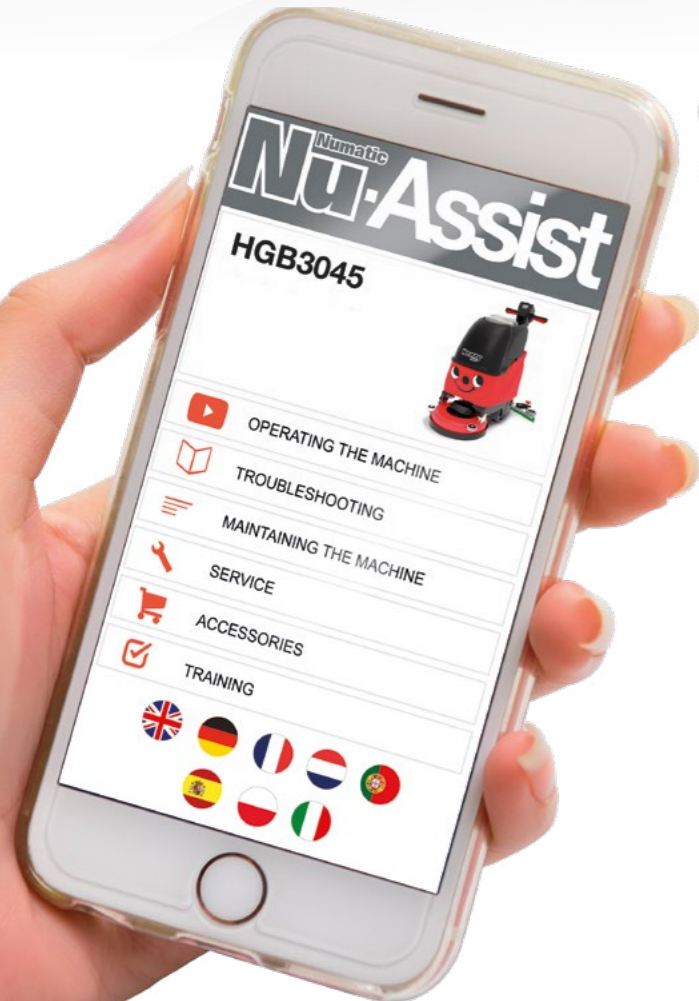 Numatic
Nu-Assist
HGB3045
OPERATING THE MACHINE
TROUBLESHOOTING
MAINTAINING THE MACHINE
SERVICE
ACCESSORIES
TRAINING